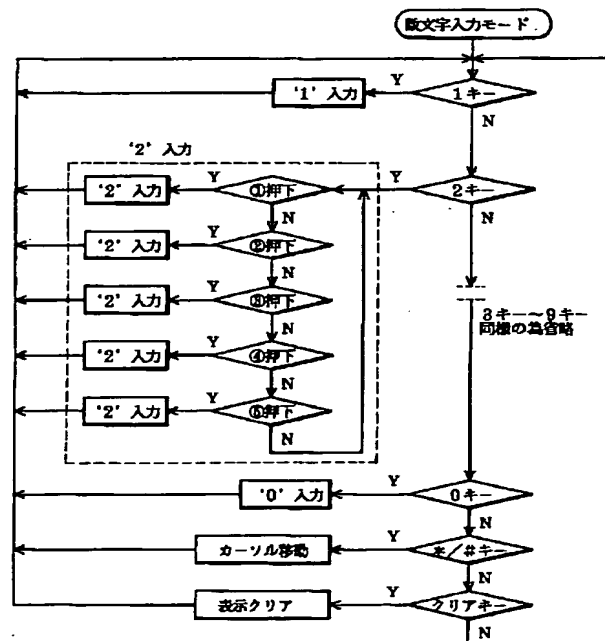 数文字入力モード
1キー
Y
N
'1' 入力
'2' 入力
2キー
Y
N
①押下
Y
N
'2' 入力
②押下
Y
N
'2' 入力
③押下
Y
N
'2' 入力
④押下
Y
N
'2' 入力
⑤押下
Y
N
'2' 入力
3キー～9キー
同様の為省略
0キー
Y
N
'0' 入力
*/#キー
Y
N
カーソル移動
クリアキー
Y
N
表示クリア